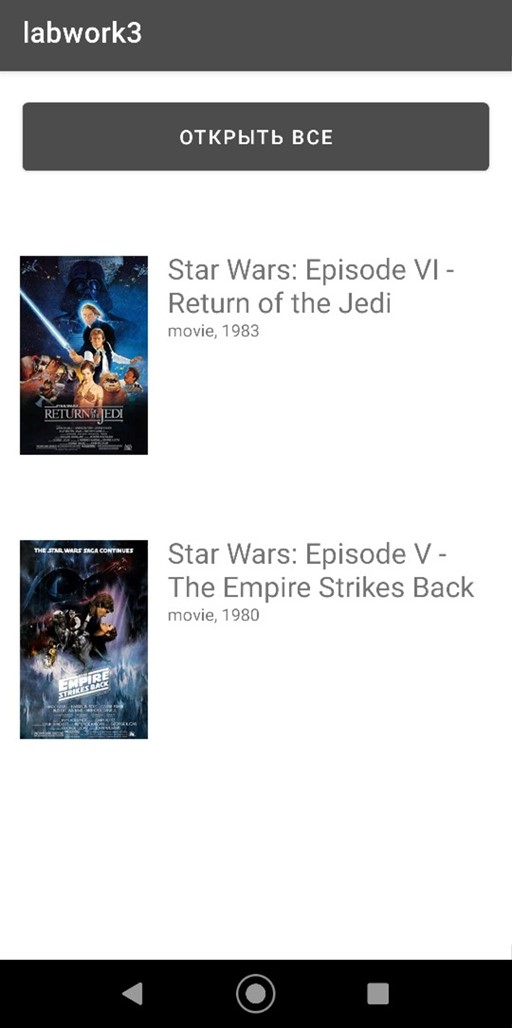 labwork3
ОТКРЫТЬ ВСЕ
Star Wars: Episode VI -
Return of the Jedi
movie, 1983
STAR WARS
RETURN OF THE JEDI
Star Wars: Episode V -
The Empire Strikes Back
movie, 1980
THE STAR WARS SAGA CONTINUES
EMPIRE
STRIKES BACK